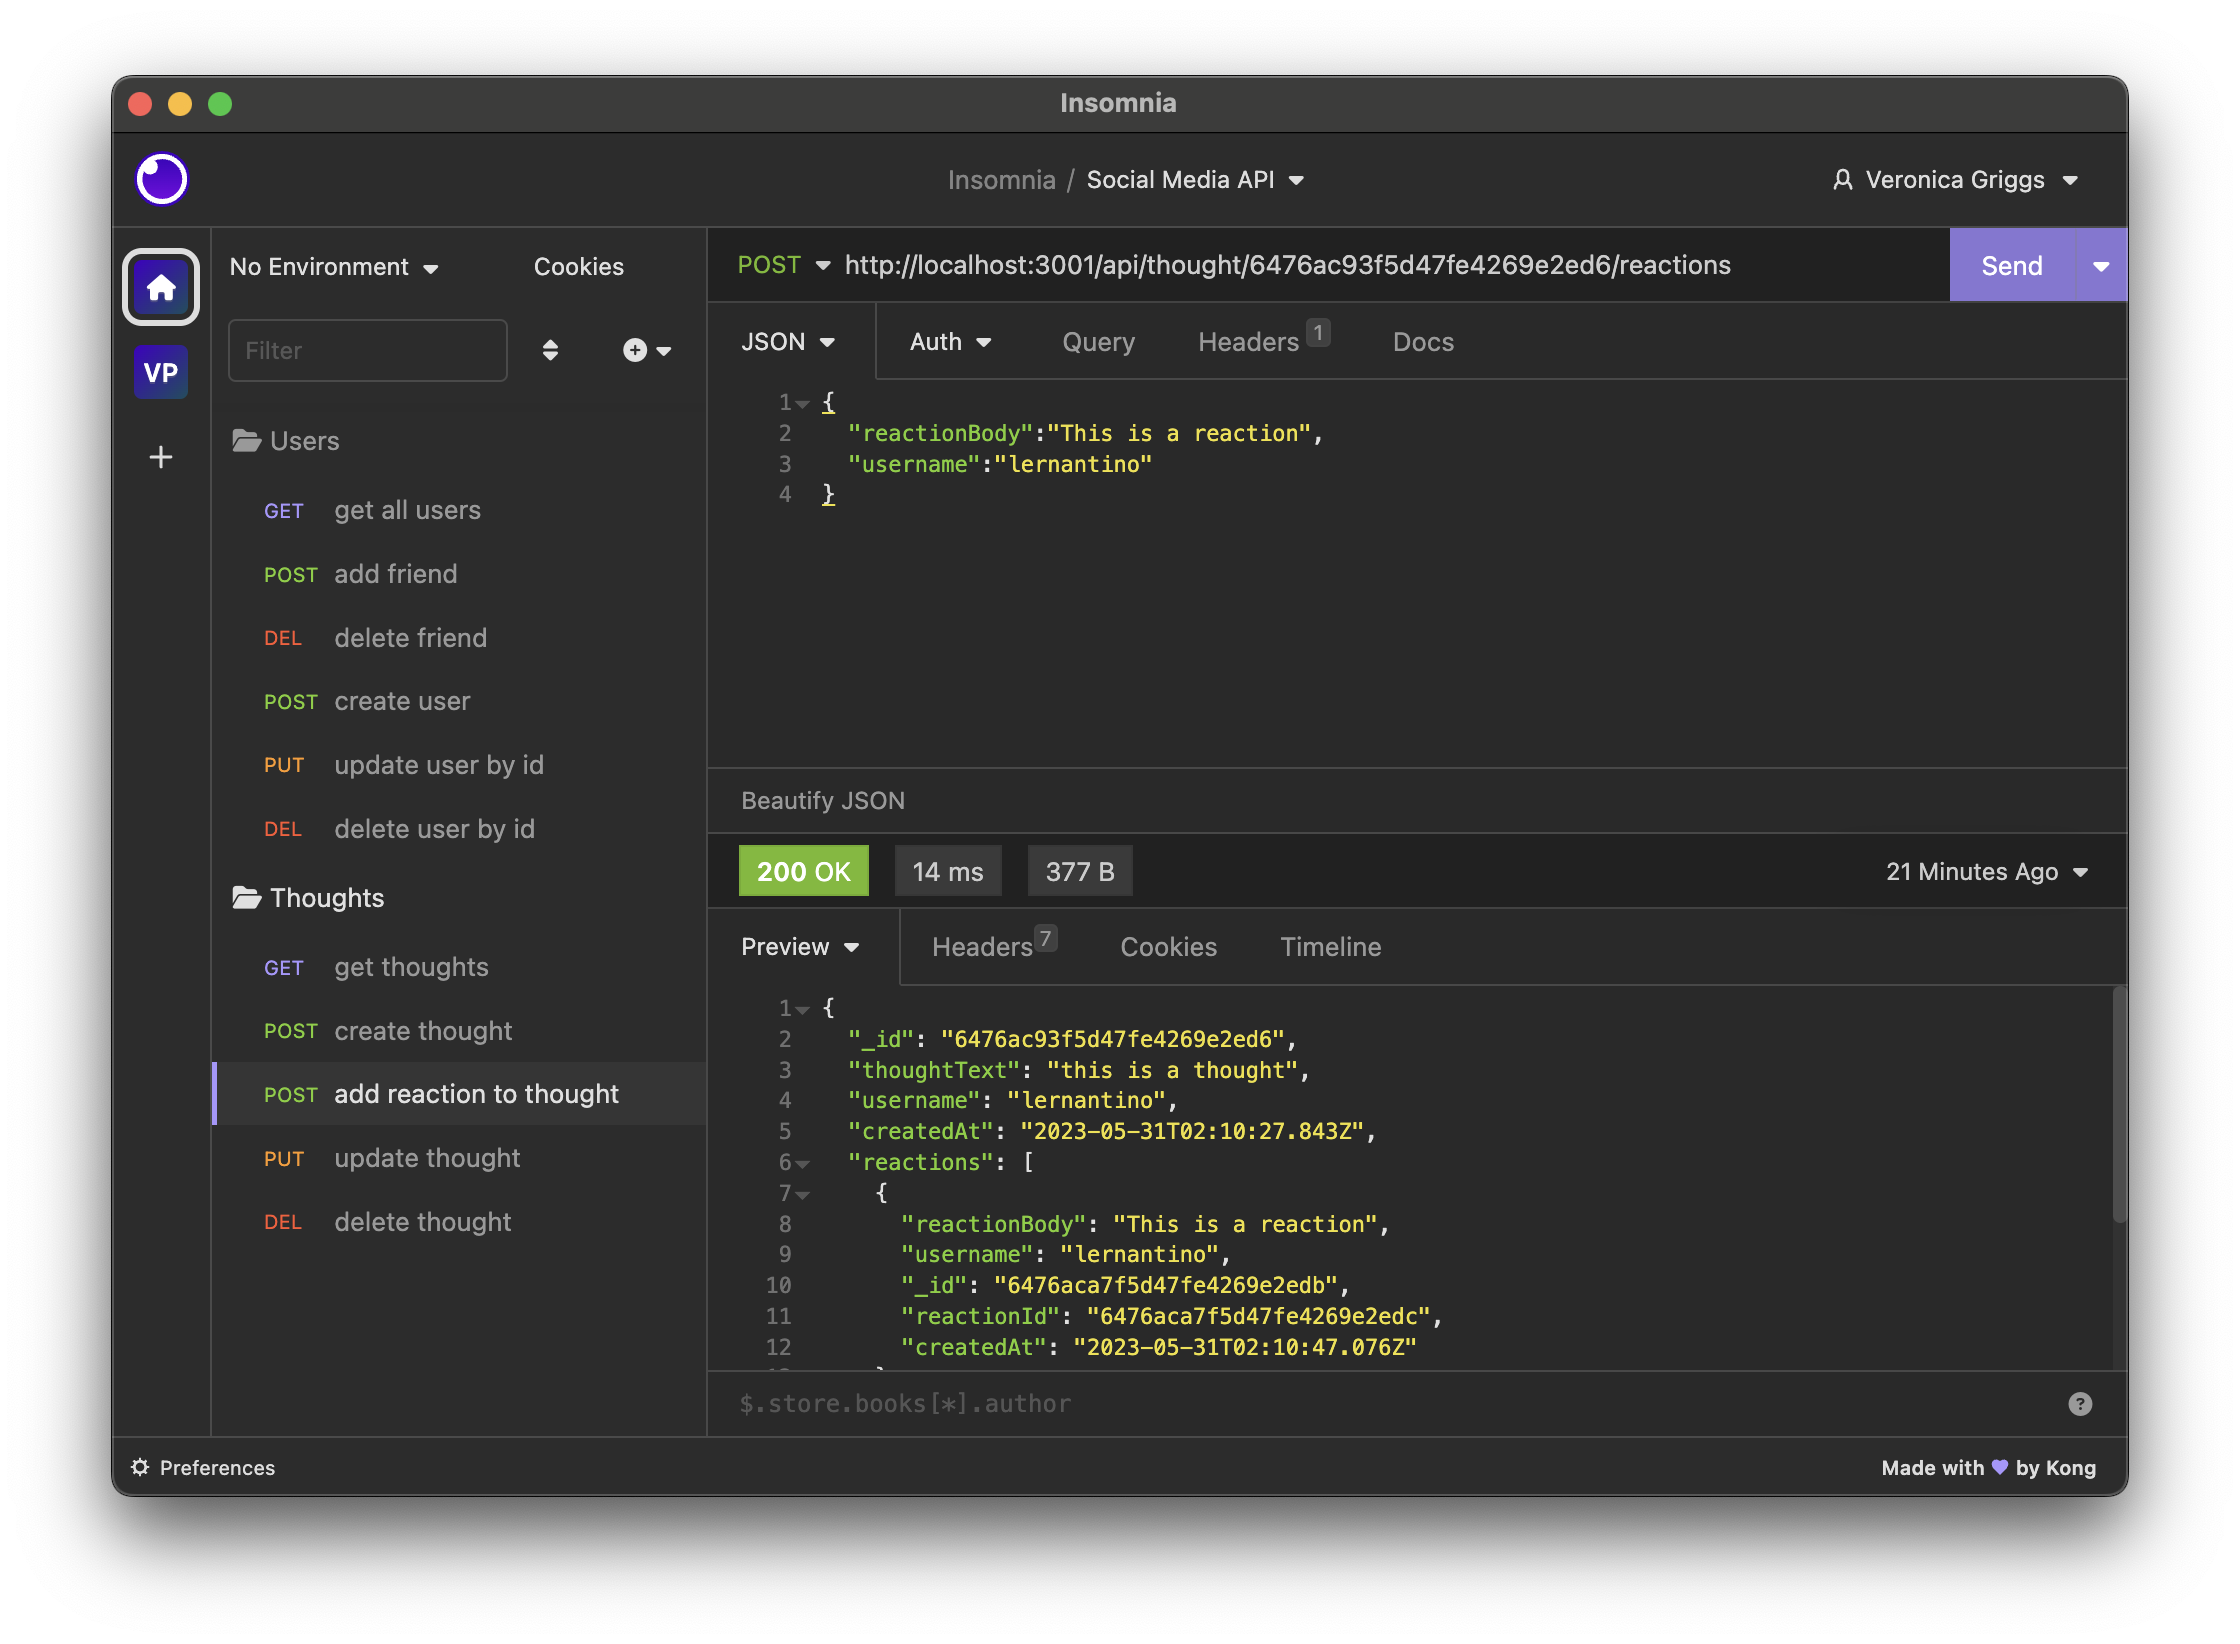 Insomnia
Insomnia / Social Media API
Veronica Griggs
No Environment
Cookies
VP
Filter
Users
GET get all users
POST add friend
DEL delete friend
POST create user
PUT update user by id
DEL delete user by id
Thoughts
GET get thoughts
POST create thought
POST add reaction to thought
PUT update thought
DEL delete thought
POST http://localhost:3001/api/thought/6476ac93f5d47fe4269e2ed6/reactions
Send
JSON Auth Query Headers 1 Docs
1 {
2 "reactionBody":"This is a reaction",
3 "username":"lernantino"
4 }
Beautify JSON
200 OK 14 ms 377 B 21 Minutes Ago
Preview Headers 7 Cookies Timeline
1 {
2 "_id": "6476ac93f5d47fe4269e2ed6",
3 "thoughtText": "this is a thought",
4 "username": "lernantino",
5 "createdAt": "2023-05-31T02:10:27.843Z",
6 "reactions": [
7 {
8 "reactionBody": "This is a reaction",
9 "username": "lernantino",
10 "_id": "6476aca7f5d47fe4269e2edb",
11 "reactionId": "6476aca7f5d47fe4269e2edc",
12 "createdAt": "2023-05-31T02:10:47.076Z"
$.store.books[*].author
Preferences
Made with by Kong